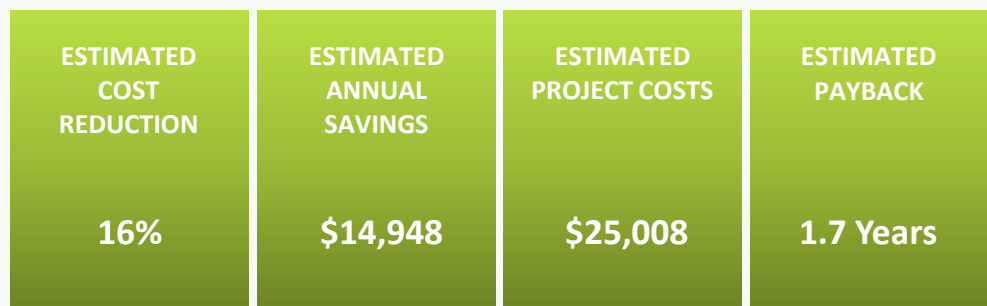 ESTIMATED
COST
REDUCTION
16%
ESTIMATED
ANNUAL
SAVINGS
$14,948
ESTIMATED
PROJECT COSTS
$25,008
ESTIMATED
PAYBACK
1.7 Years